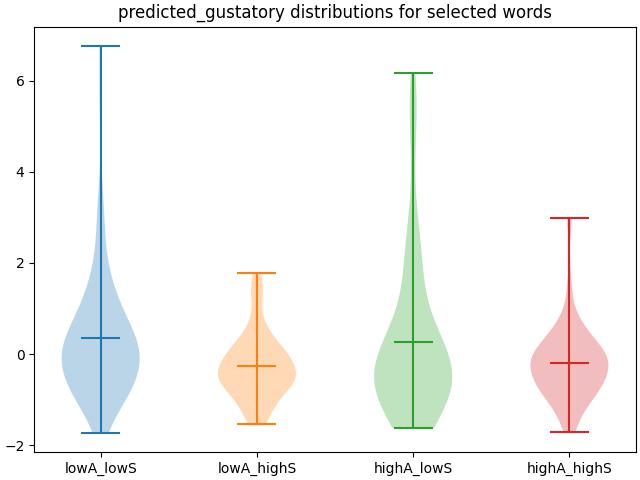 predicted_gustatory distributions for selected words
6
4
2
0
−2
lowA_lowS lowA_highS highA_lowS highA_highS